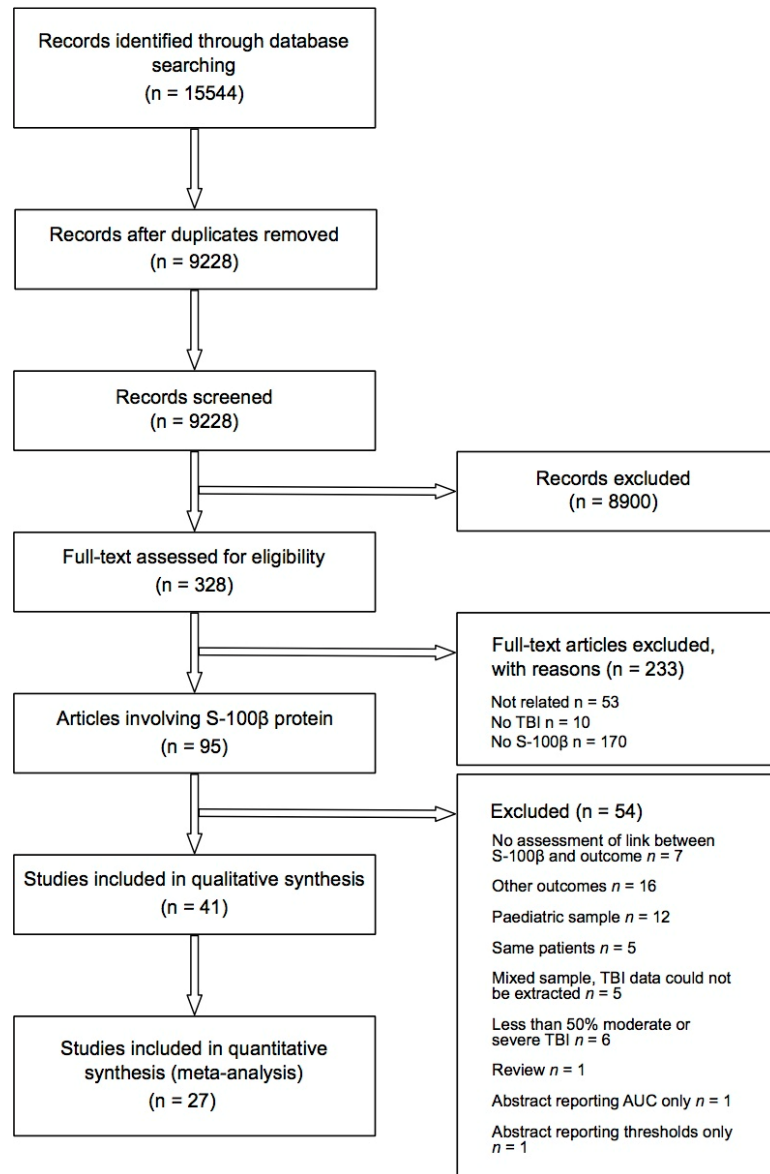 Records identified through database
searching
(n = 15544)
Records after duplicates removed
(n = 9228)
Records screened
(n = 9228)
Records excluded
(n = 8900)
Full-text assessed for eligibility
(n = 328)
Full-text articles excluded,
with reasons (n = 233)
Not related n = 53
No TBI n = 10
No S-100β n = 170
Articles involving S-100β protein
(n = 95)
Excluded (n = 54)
No assessment of link between
S-100β and outcome n = 7
Other outcomes n = 16
Paediatric sample n = 12
Same patients n = 5
Mixed sample, TBI data could not
be extracted n = 5
Less than 50% moderate or
severe TBI n = 6
Review n = 1
Abstract reporting AUC only n = 1
Abstract reporting thresholds only
n = 1
Studies included in qualitative synthesis
(n = 41)
Studies included in quantitative
synthesis (meta-analysis)
(n = 27)